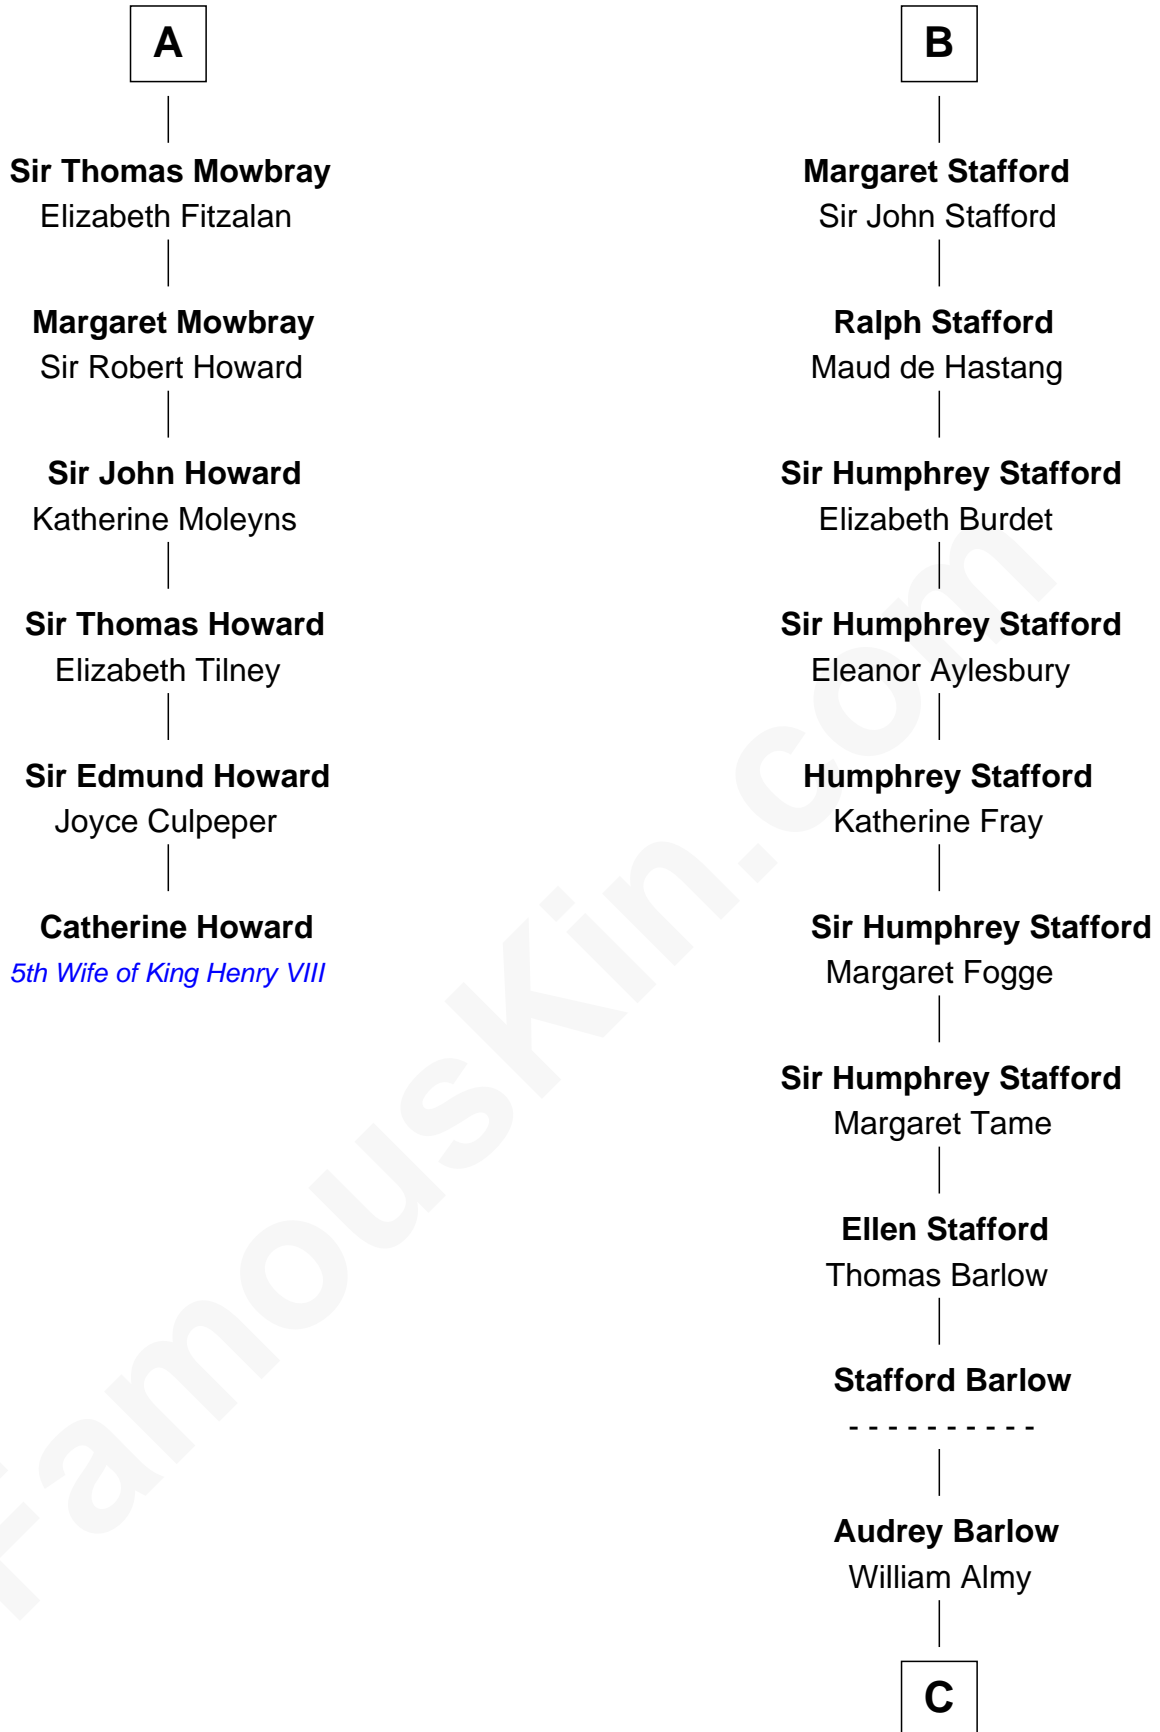 A
Sir Thomas Mowbray
Elizabeth Fitzalan
Margaret Mowbray
Sir Robert Howard
Sir John Howard
Katherine Moleyns
Sir Thomas Howard
Elizabeth Tilney
Sir Edmund Howard
Joyce Culpeper
Catherine Howard
5th Wife of King Henry VIII
B
Margaret Stafford
Sir John Stafford
Ralph Stafford
Maud de Hastang
Sir Humphrey Stafford
Elizabeth Burdet
Sir Humphrey Stafford
Eleanor Aylesbury
Humphrey Stafford
Katherine Fray
Sir Humphrey Stafford
Margaret Fogge
Sir Humphrey Stafford
Margaret Tame
Ellen Stafford
Thomas Barlow
Stafford Barlow
- - - - - - - - - -
Audrey Barlow
William Almy
C
FamousKin.com